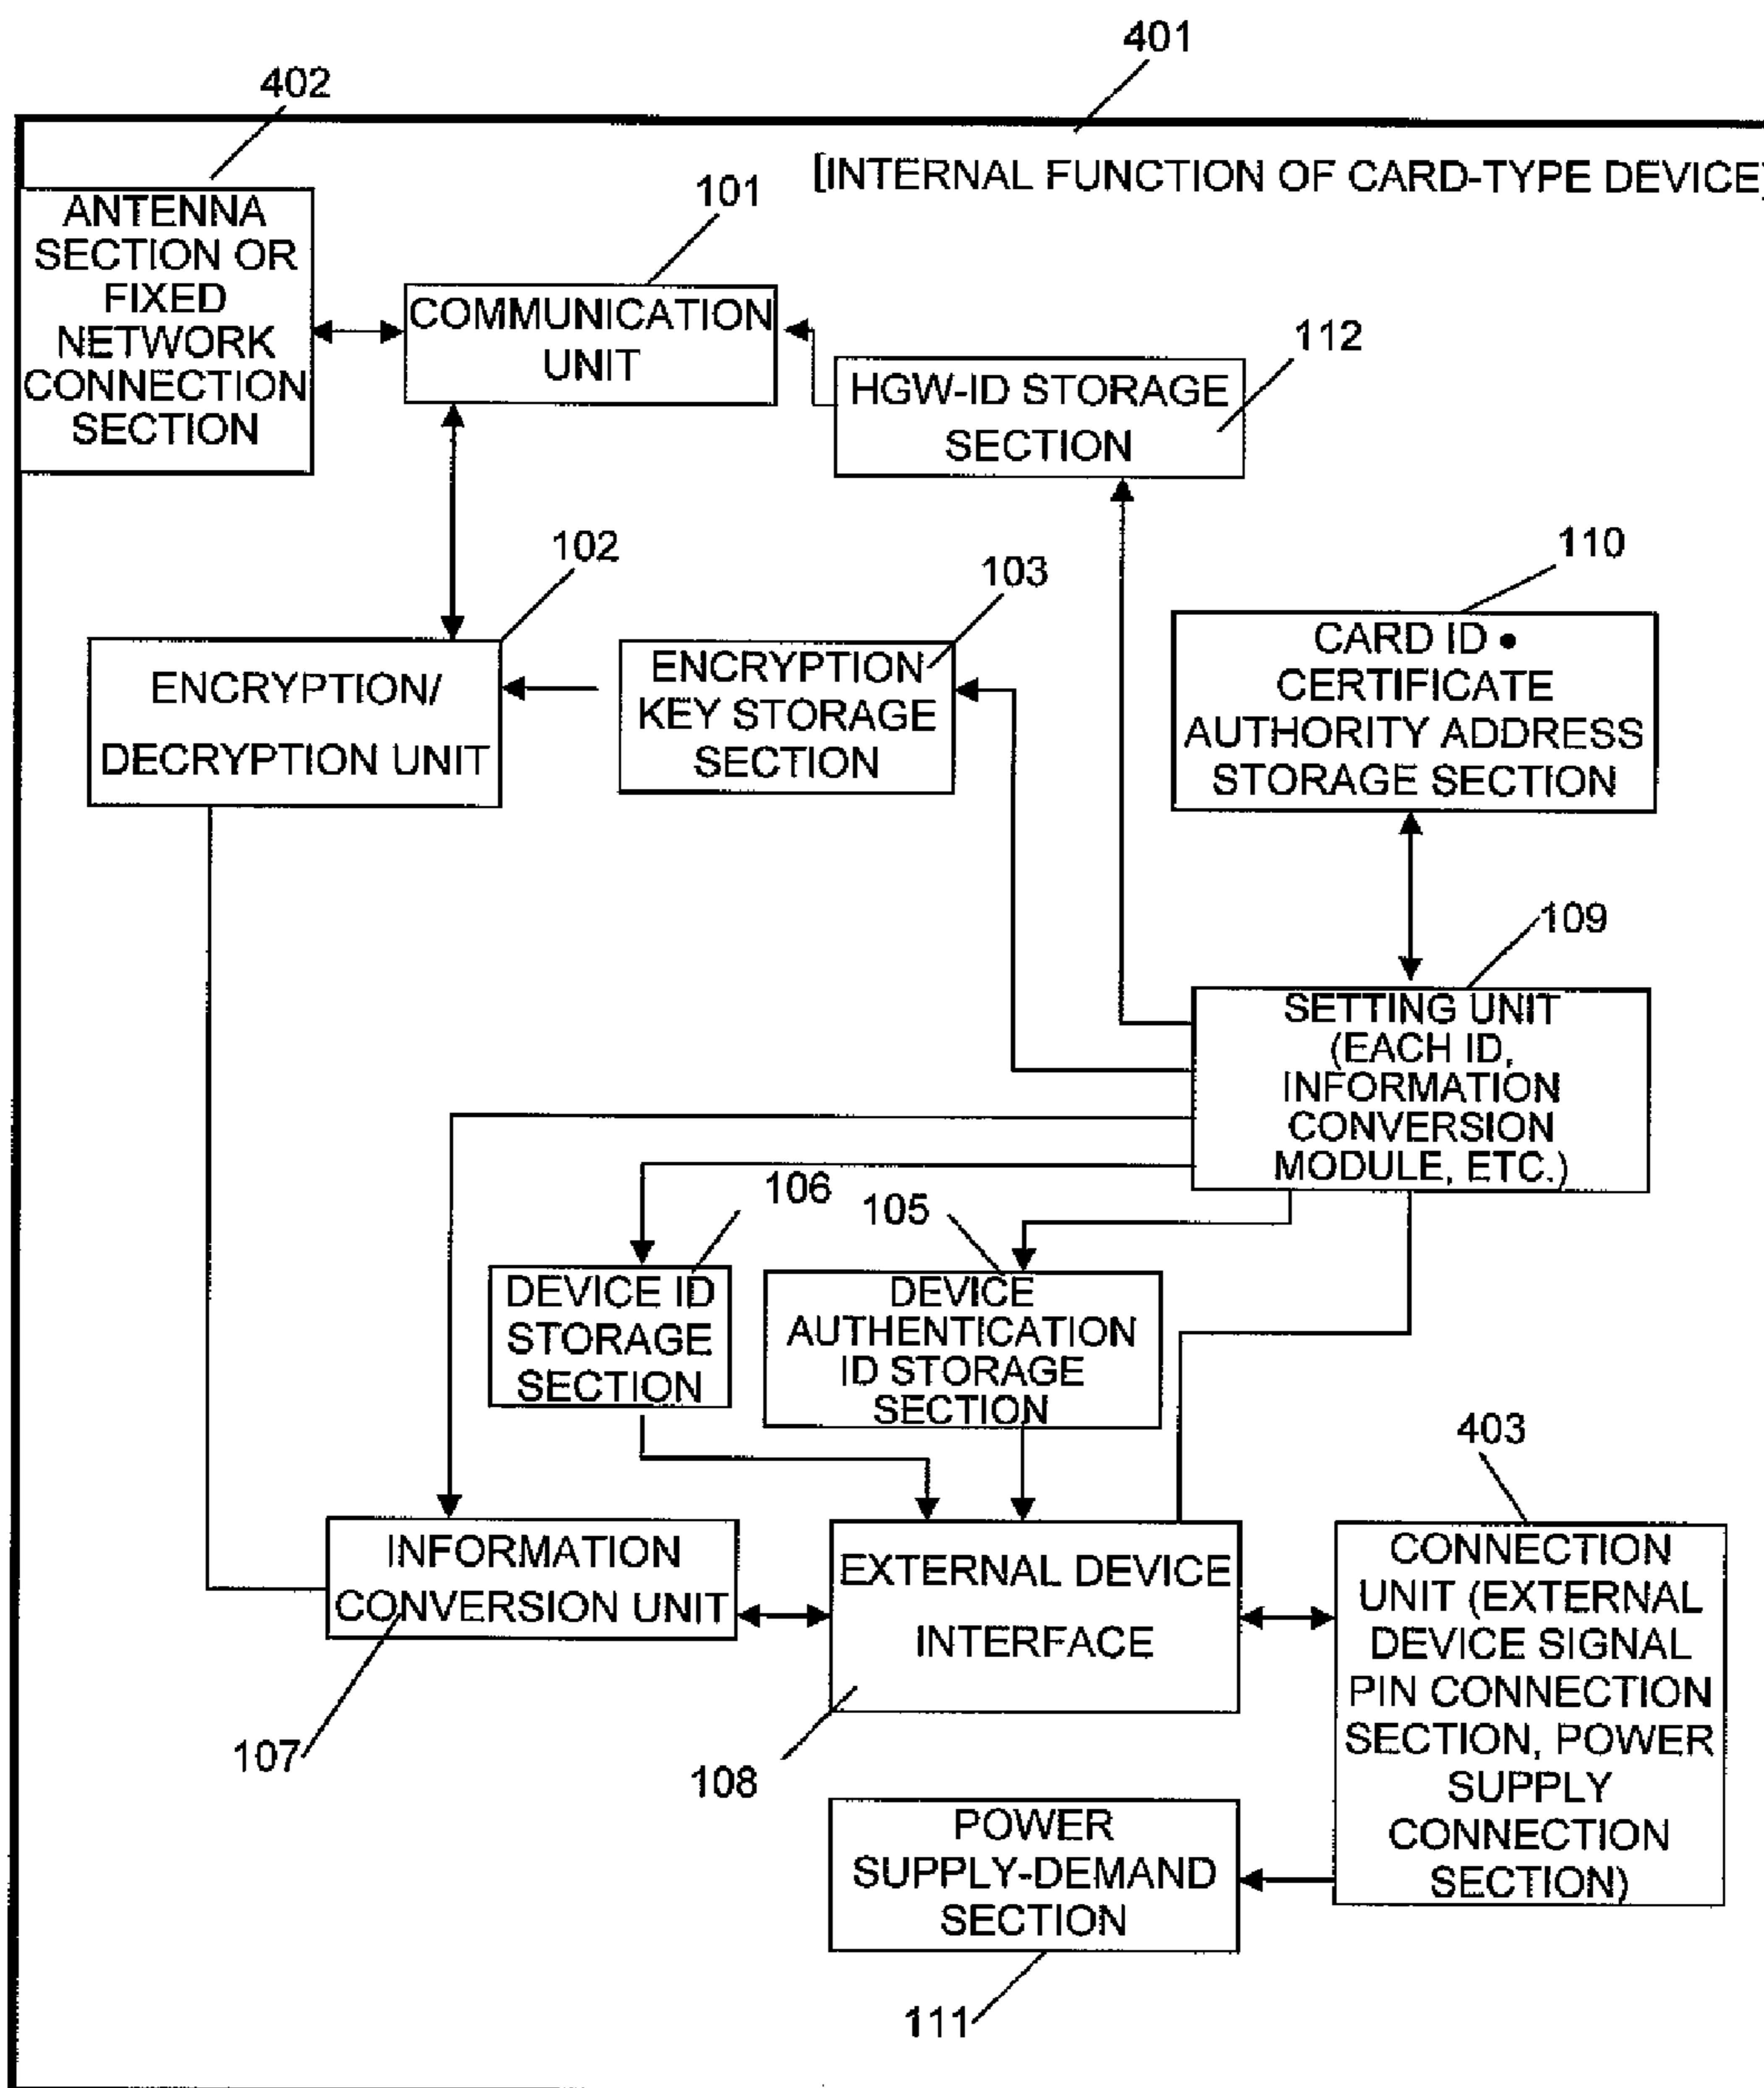 401
402
[INTERNAL FUNCTION OF CARD-TYPE DEVICE]
101
ANTENNA
SECTION OR
FIXED
NETWORK
CONNECTION
SECTION
COMMUNICATION
UNIT
112
HGW-ID STORAGE
SECTION
102
103
110
ENCRYPTION/
DECRYPTION UNIT
ENCRYPTION
KEY STORAGE
SECTION
CARD ID •
CERTIFICATE
AUTHORITY ADDRESS
STORAGE SECTION
109
SETTING UNIT
(EACH ID,
INFORMATION
CONVERSION
MODULE, ETC.)
106
105
DEVICE ID
STORAGE
SECTION
DEVICE
AUTHENTICATION
ID STORAGE
SECTION
403
INFORMATION
CONVERSION UNIT
EXTERNAL DEVICE
INTERFACE
CONNECTION
UNIT (EXTERNAL
DEVICE SIGNAL
PIN CONNECTION
SECTION, POWER
SUPPLY
CONNECTION
SECTION)
107
108
POWER
SUPPLY-DEMAND
SECTION
111